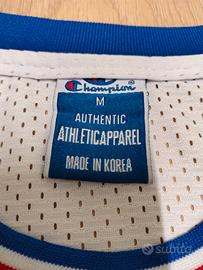 Champion
M
AUTHENTIC
ATHLETICAPPAREL
MADE IN KOREA
subito